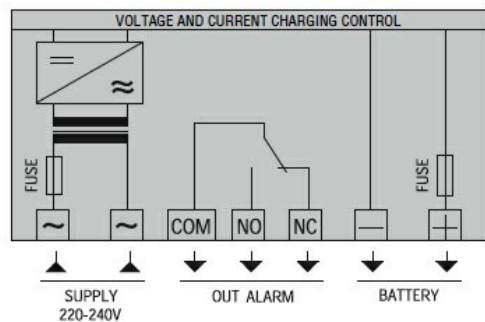 VOLTAGE AND CURRENT CHARGING CONTROL
FUSE
FUSE
~ ~ COM NO NC — +
SUPPLY
220-240V
OUT ALARM
BATTERY